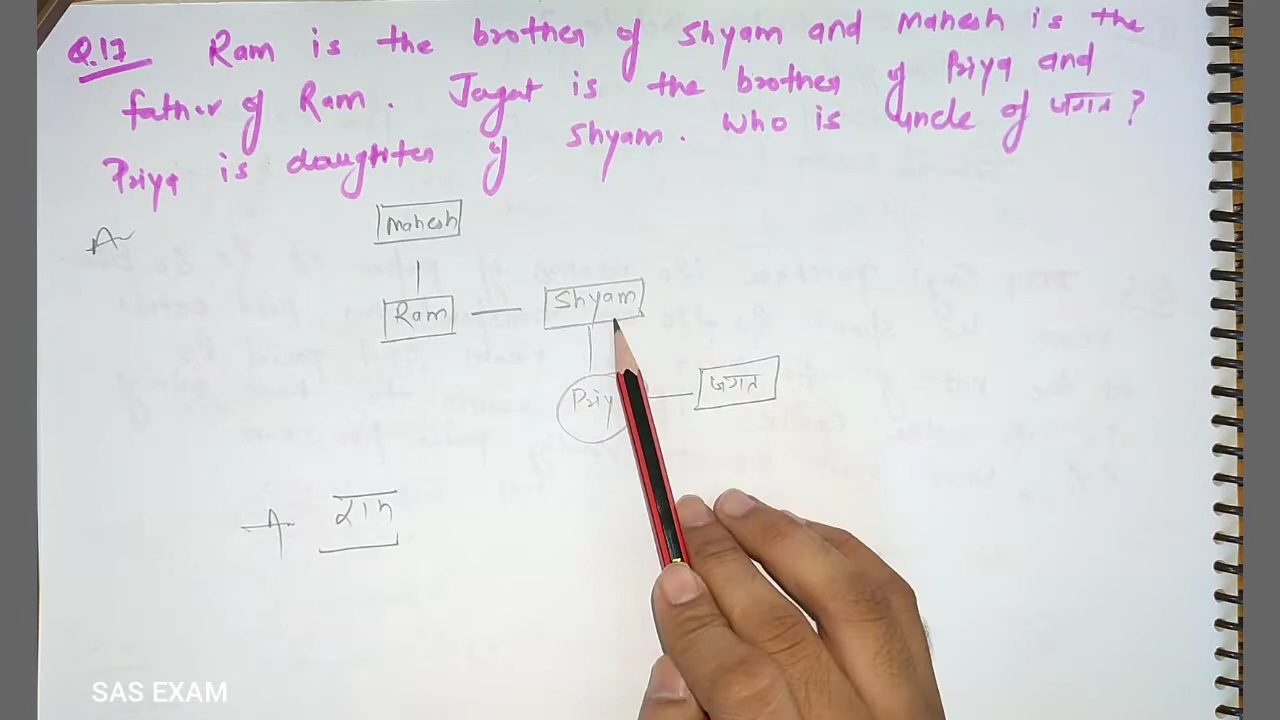 Q.17 Ram is the brother of Shyam and Mahesh is the
father of Ram. Jagat is the brother of Priya and
Priya is daughter of Shyam. Who is uncle of जगत ?
A
Mahesh
Ram
Shyam
Priy
जगत
A राम
SAS EXAM